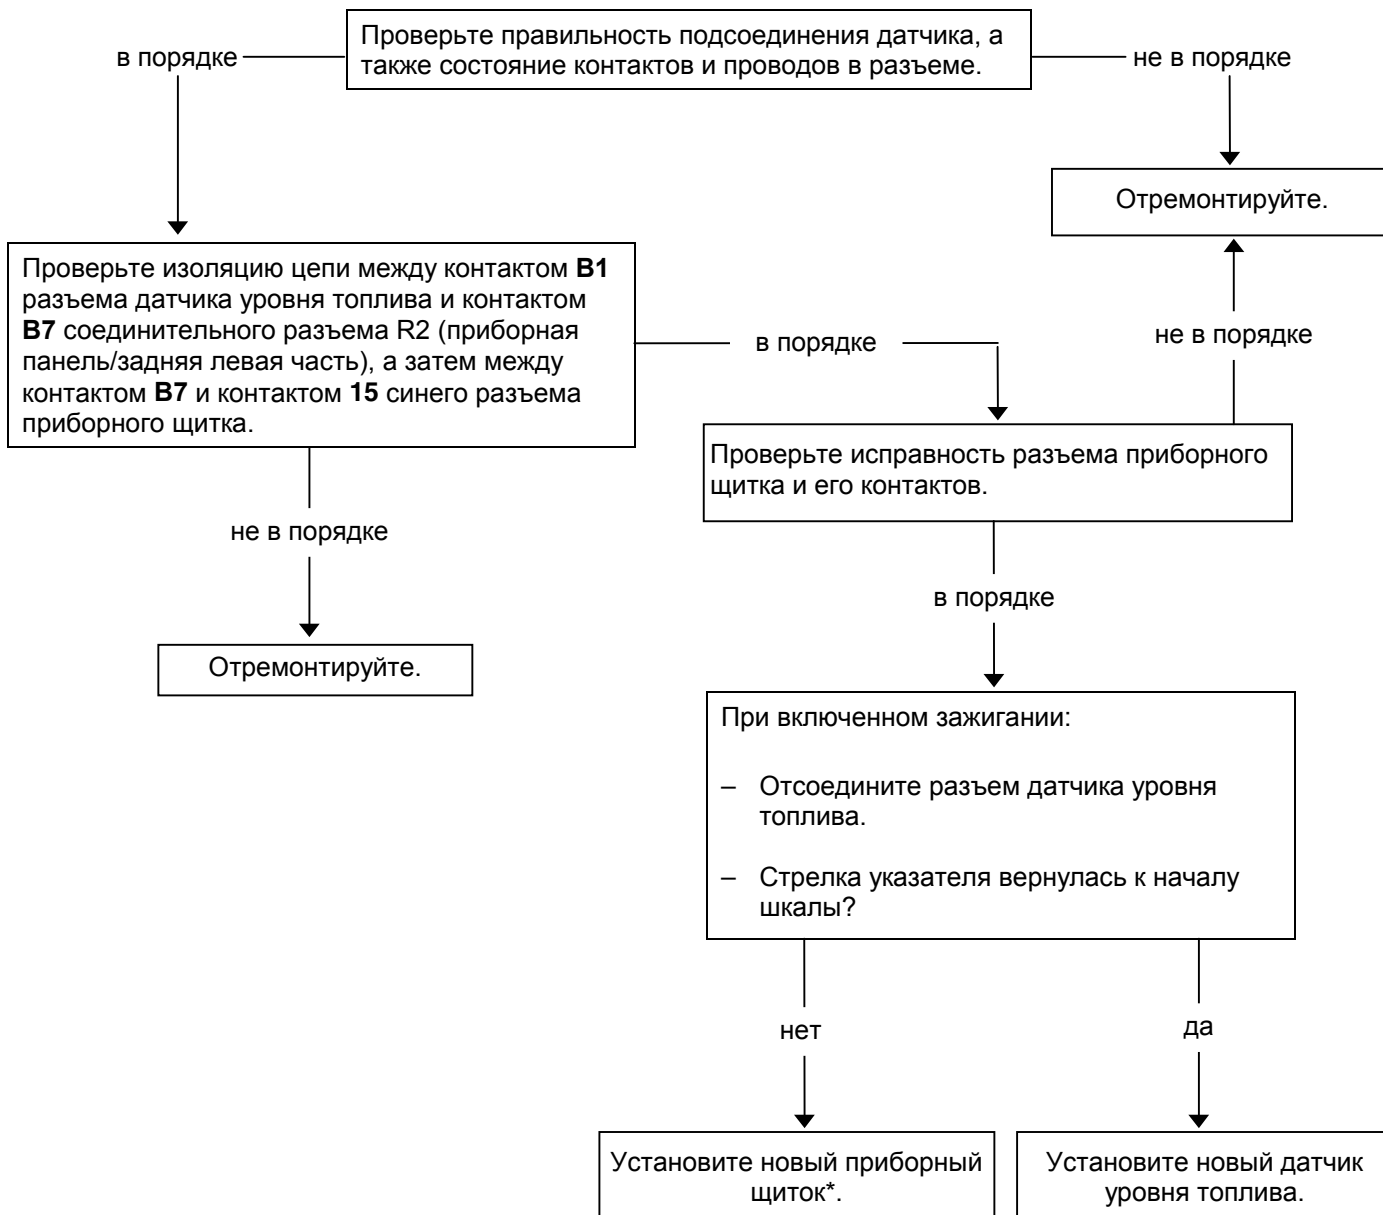 Проверьте правильность подсоединения датчика, а
также состояние контактов и проводов в разъеме.
в порядке
не в порядке
Отремонтируйте.
Проверьте изоляцию цепи между контактом B1
разъема датчика уровня топлива и контактом
B7 соединительного разъема R2 (приборная
панель/задняя левая часть), а затем между
контактом B7 и контактом 15 синего разъема
приборного щитка.
в порядке
не в порядке
Проверьте исправность разъема приборного
щитка и его контактов.
не в порядке
Отремонтируйте.
в порядке
При включенном зажигании:
– Отсоедините разъем датчика уровня
топлива.
– Стрелка указателя вернулась к началу
шкалы?
нет
да
Установите новый приборный
щиток*.
Установите новый датчик
уровня топлива.